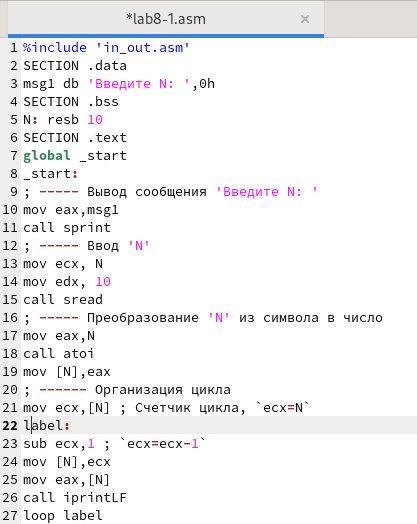 *lab8-1.asm ×
1 %include 'in_out.asm'
2 SECTION .data
3 msg1 db 'Введите N: ',0h
4 SECTION .bss
5 N: resb 10
6 SECTION .text
7 global _start
8 _start:
9 ; ----- Вывод сообщения 'Введите N: '
10 mov eax,msg1
11 call sprint
12 ; ----- Ввод 'N'
13 mov ecx, N
14 mov edx, 10
15 call sread
16 ; ----- Преобразование 'N' из символа в число
17 mov eax,N
18 call atoi
19 mov [N],eax
20 ; ------ Организация цикла
21 mov ecx,[N] ; Счетчик цикла, `ecx=N`
22 label:
23 sub ecx,1 ; `ecx=ecx-1`
24 mov [N],ecx
25 mov eax,[N]
26 call iprintLF
27 loop label